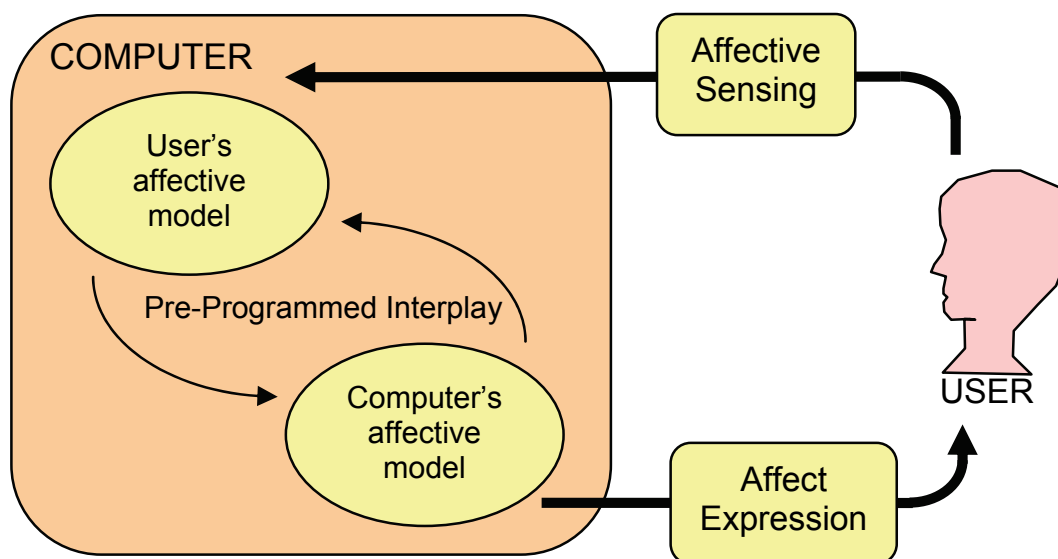 COMPUTER
Affective
Sensing
User’s
affective
model
Pre-Programmed Interplay
Computer’s
affective
model
USER
Affect
Expression